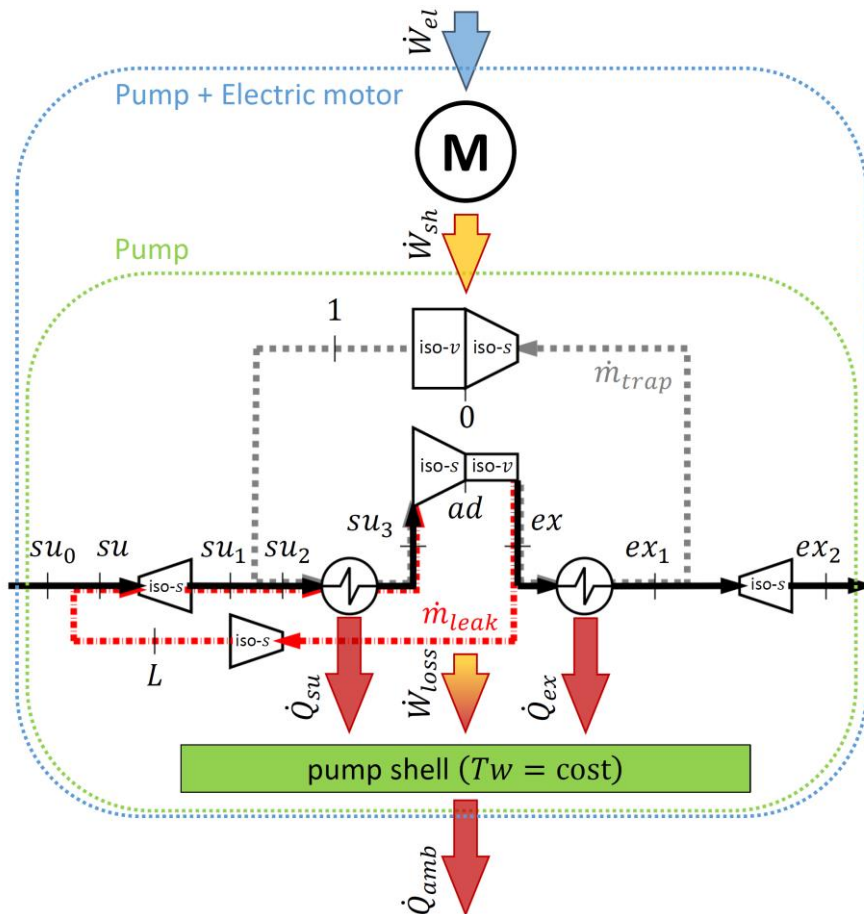 Ẇel
Pump + Electric motor
M
Ẇsh
Pump
1
iso-v
iso-s
ṁtrap
0
iso-s
iso-v
su3
ad
ex
su0
su
su1
su2
ex1
ex2
iso-s
iso-s
ṁleak
iso-s
L
Q̇su
Ẇloss
Q̇ex
pump shell (Tw = cost)
Q̇amb